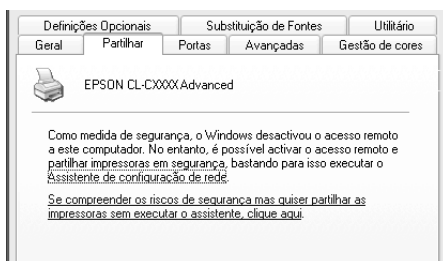 Definições Opcionais Substituição de Fontes Utilitário
Geral Partilhar Portas Avançadas Gestão de cores
EPSON CL-CXXXX Advanced
Como medida de segurança, o Windows desactivou o acesso remoto
a este computador. No entanto, é possível activar o acesso remoto e
partilhar impressoras em segurança, bastando para isso executar o
Assistente de configuração de rede.
Se compreender os riscos de segurança mas quiser partilhar as
impressoras sem executar o assistente, clique aqui.